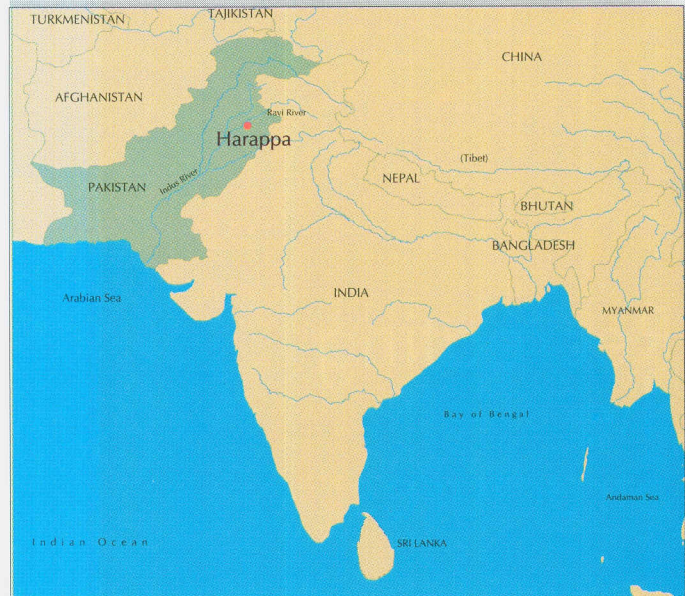 TURKMENISTAN
TAJIKISTAN
CHINA
AFGHANISTAN
Ravi River
Harappa
(Tibet)
NEPAL
PAKISTAN
Indus River
BHUTAN
BANGLADESH
Arabian Sea
INDIA
MYANMAR
Bay of Bengal
Andaman Sea
Indian Ocean
SRI LANKA